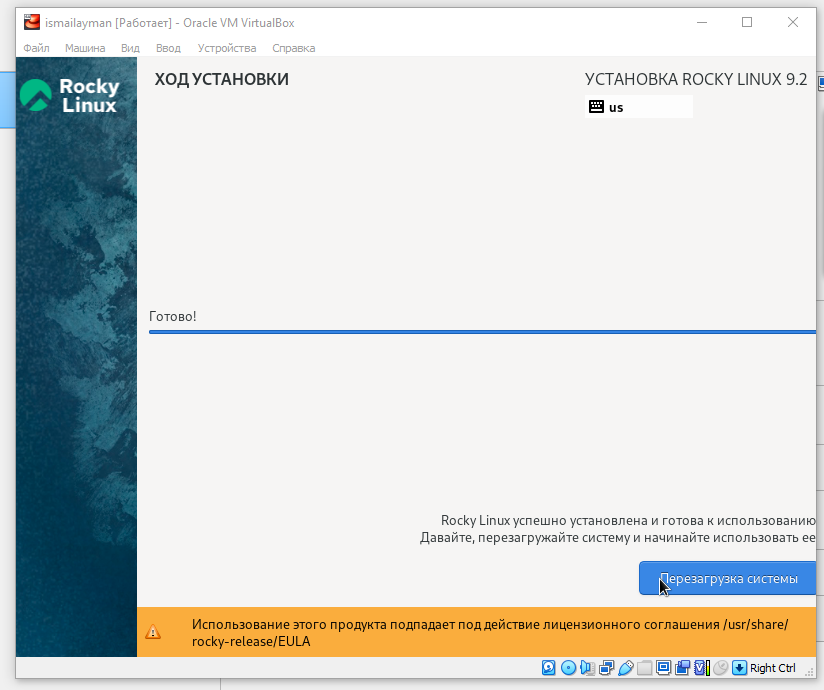 ismailayman [Работает] - Oracle VM VirtualBox
Файл Машина Вид Ввод Устройства Справка
Rocky
Linux
ХОД УСТАНОВКИ
УСТАНОВКА ROCKY LINUX 9.2
us
Готово!
Rocky Linux успешно установлена и готова к использованию
Давайте, перезагружайте систему и начинайте использовать ее
Перезагрузка системы
Использование этого продукта подпадает под действие лицензионного соглашения /usr/share/
rocky-release/EULA
Right Ctrl